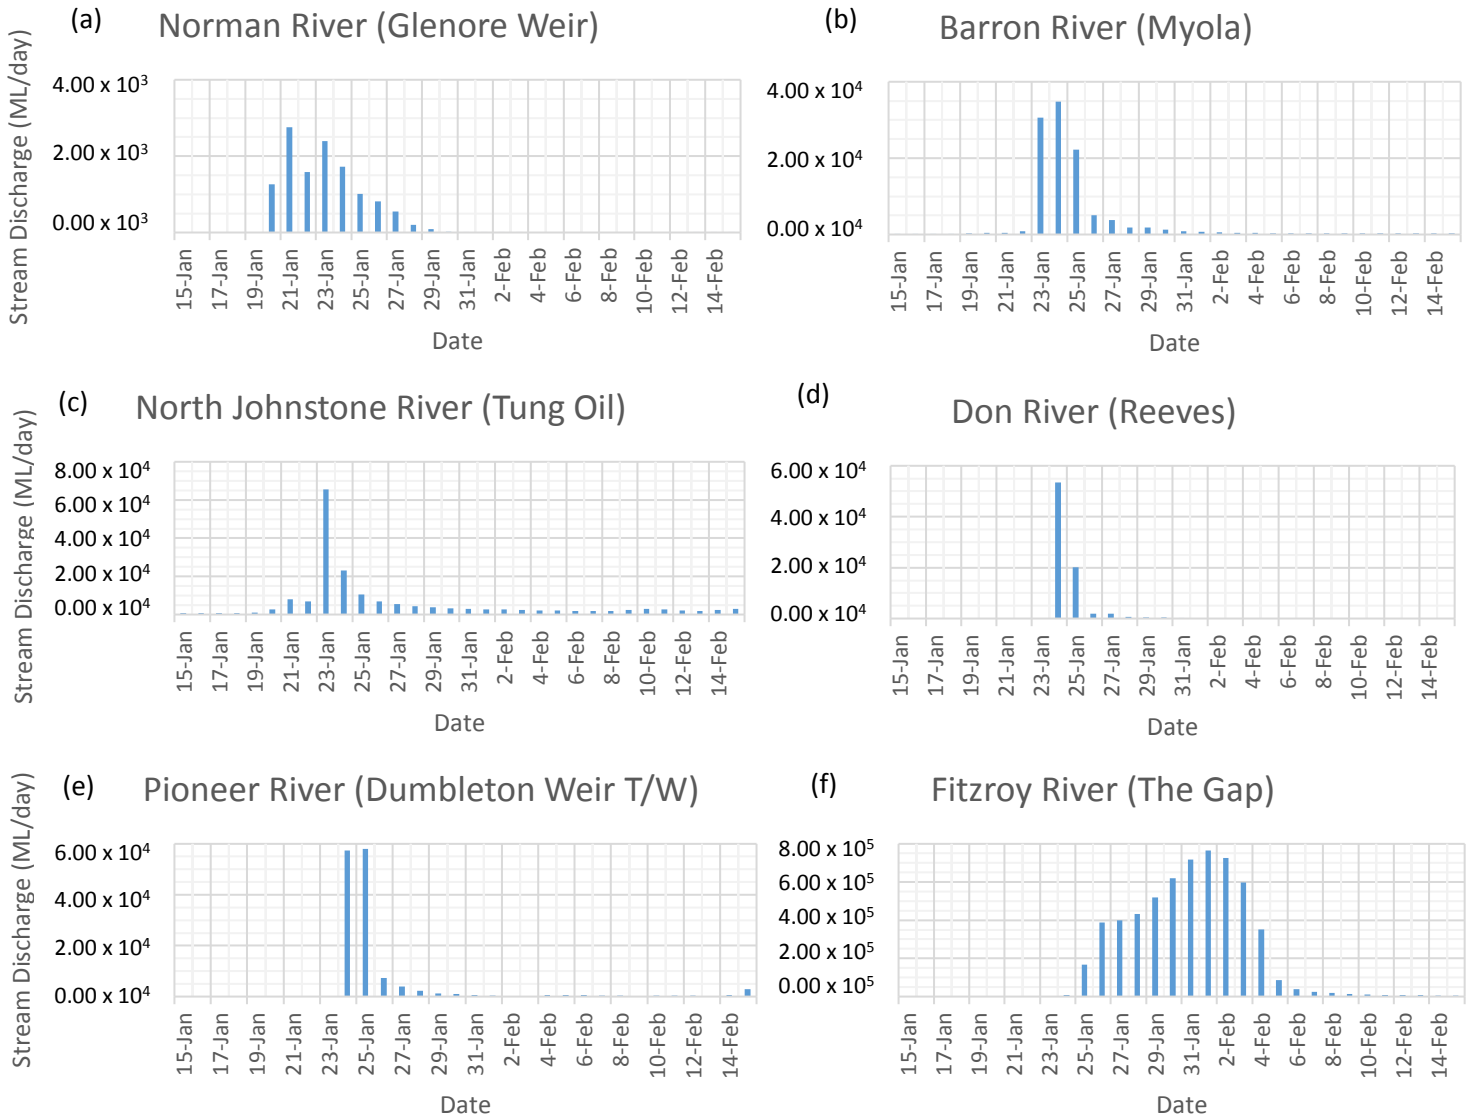 (a) Norman River (Glenore Weir)
Stream Discharge (ML/day)
4.00 x 10³
2.00 x 10³
0.00 x 10³
15-Jan 17-Jan 19-Jan 21-Jan 23-Jan 25-Jan 27-Jan 29-Jan 31-Jan 2-Feb 4-Feb 6-Feb 8-Feb 10-Feb 12-Feb 14-Feb
Date
(b) Barron River (Myola)
4.00 x 10⁴
2.00 x 10⁴
0.00 x 10⁴
15-Jan 17-Jan 19-Jan 21-Jan 23-Jan 25-Jan 27-Jan 29-Jan 31-Jan 2-Feb 4-Feb 6-Feb 8-Feb 10-Feb 12-Feb 14-Feb
Date
(c) North Johnstone River (Tung Oil)
Stream Discharge (ML/day)
8.00 x 10⁴
6.00 x 10⁴
4.00 x 10⁴
2.00 x 10⁴
0.00 x 10⁴
15-Jan 17-Jan 19-Jan 21-Jan 23-Jan 25-Jan 27-Jan 29-Jan 31-Jan 2-Feb 4-Feb 6-Feb 8-Feb 10-Feb 12-Feb 14-Feb
Date
(d) Don River (Reeves)
6.00 x 10⁴
4.00 x 10⁴
2.00 x 10⁴
0.00 x 10⁴
15-Jan 17-Jan 19-Jan 21-Jan 23-Jan 25-Jan 27-Jan 29-Jan 31-Jan 2-Feb 4-Feb 6-Feb 8-Feb 10-Feb 12-Feb 14-Feb
Date
(e) Pioneer River (Dumbleton Weir T/W)
Stream Discharge (ML/day)
6.00 x 10⁴
4.00 x 10⁴
2.00 x 10⁴
0.00 x 10⁴
15-Jan 17-Jan 19-Jan 21-Jan 23-Jan 25-Jan 27-Jan 29-Jan 31-Jan 2-Feb 4-Feb 6-Feb 8-Feb 10-Feb 12-Feb 14-Feb
Date
(f) Fitzroy River (The Gap)
8.00 x 10⁵
6.00 x 10⁵
4.00 x 10⁵
2.00 x 10⁵
0.00 x 10⁵
15-Jan 17-Jan 19-Jan 21-Jan 23-Jan 25-Jan 27-Jan 29-Jan 31-Jan 2-Feb 4-Feb 6-Feb 8-Feb 10-Feb 12-Feb 14-Feb
Date